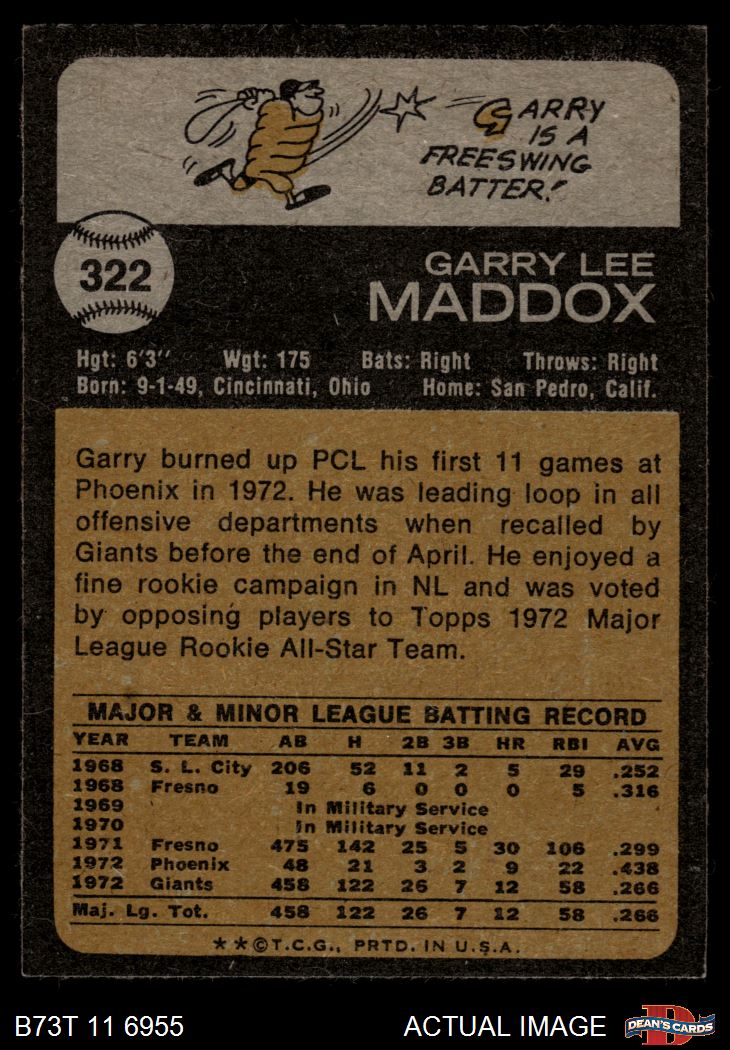 GARRY
IS A
FREESWING
BATTER!
322
GARRY LEE
MADDOX
Hgt: 6'3" Wgt: 175 Bats: Right Throws: Right
Born: 9-1-49, Cincinnati, Ohio Home: San Pedro, Calif.
Garry burned up PCL his first 11 games at
Phoenix in 1972. He was leading loop in all
offensive departments when recalled by
Giants before the end of April. He enjoyed a
fine rookie campaign in NL and was voted
by opposing players to Topps 1972 Major
League Rookie All-Star Team.
MAJOR & MINOR LEAGUE BATTING RECORD
YEAR TEAM AB H 2B 3B HR RBI AVG
1968 S. L. City 206 52 11 2 5 29 .252
1968 Fresno 19 6 0 0 0 5 .316
1969 In Military Service
1970 In Military Service
1971 Fresno 475 142 25 5 30 106 .299
1972 Phoenix 48 21 3 2 9 22 .438
1972 Giants 458 122 26 7 12 58 .266
Maj. Lg. Tot. 458 122 26 7 12 58 .266
★★©T.C.G., PRTD. IN U.S.A.
B73T 11 6955 ACTUAL IMAGE DEAN'S CARDS